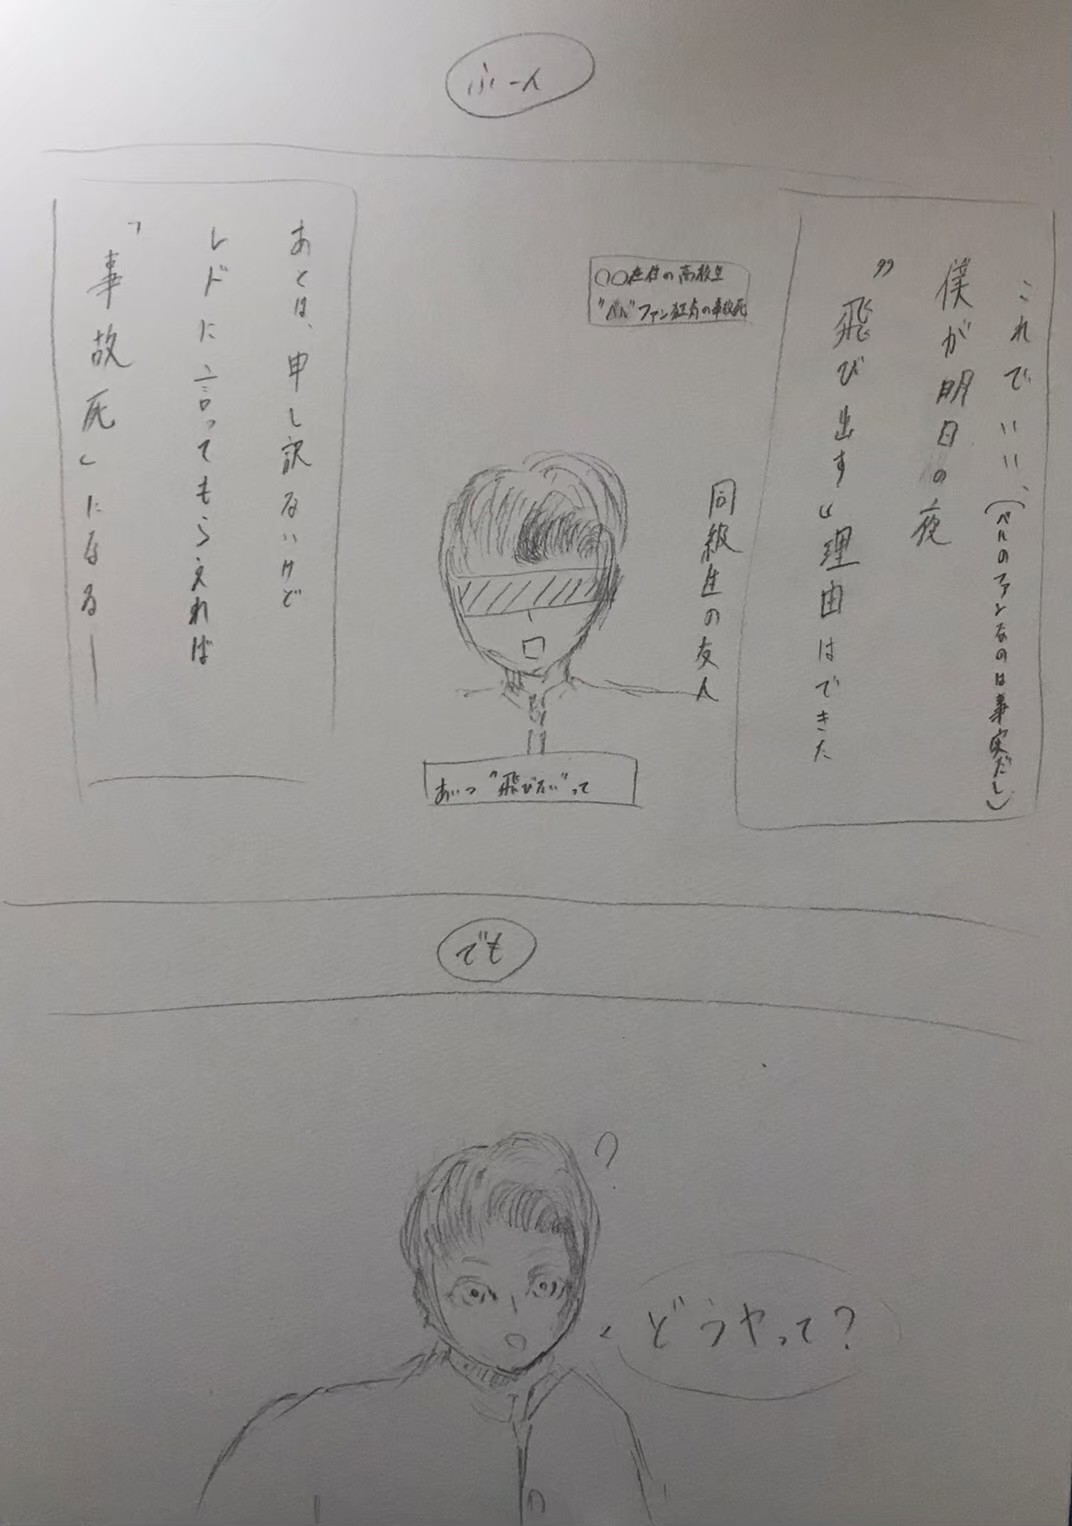 ふーん
これでいい、(ベルのファンなのは事実だし)
僕が明日の夜
”飛び出す”理由はできた
〇〇在住の高校生
“ベル”ファン狂気の事故死
同級生の友人
あいつ“飛びたい”って
あとは、申し訳ないけど
レドに言ってもらえれば
「事故死」になる―
でも
?
どうやって?